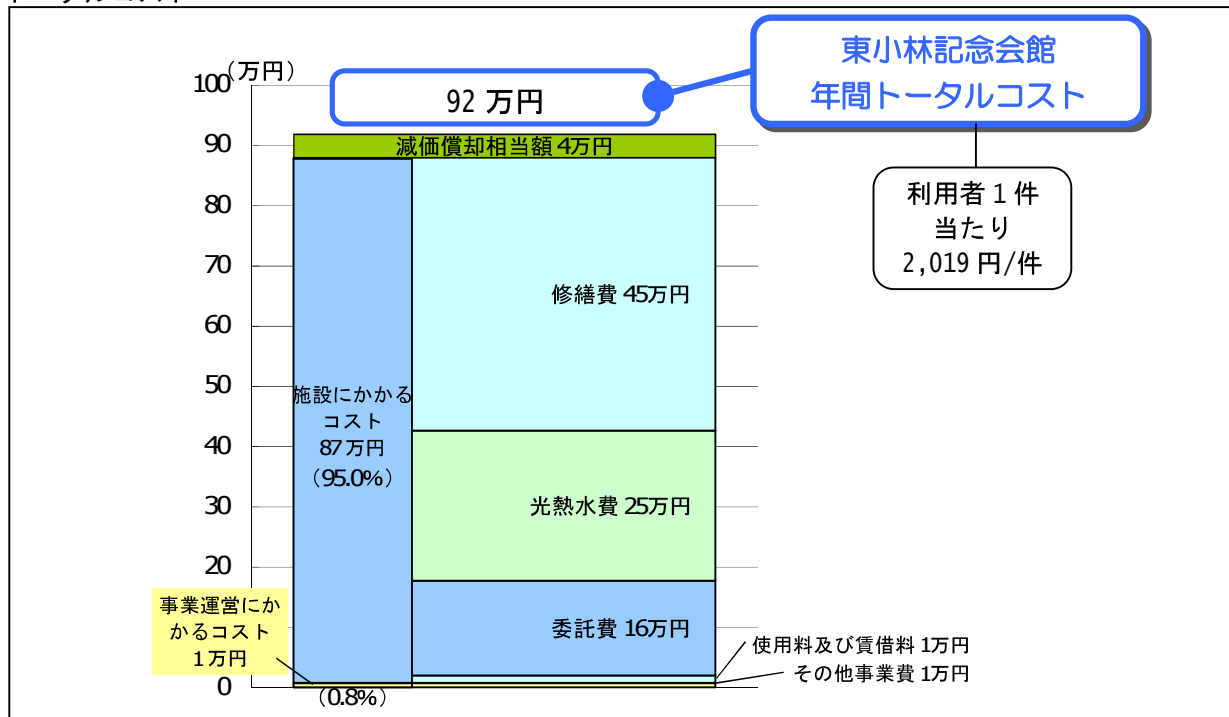 東小林記念会館
年間トータルコスト
(万円)
92 万円
利用者 1 件
当たり
2,019 円/件
100
90
80
70
60
50
40
30
20
0
減価償却相当額 4万円
修繕費 45万円
施設にかかる
コスト
87万円
(95.0%)
光熱水費 25万円
委託費 16万円
事業運営にか
かるコスト
1万円
(0.8%)
使用料及び賃借料 1万円
その他事業費 1万円